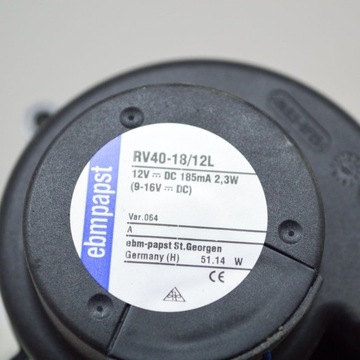 ebmpapst
RV40-18/12L
12V ⎓ DC 185mA 2,3W
(9-16V ⎓ DC)
Var.064
A
ebm-papst St.Georgen
Germany (H) 51.14 W
CE